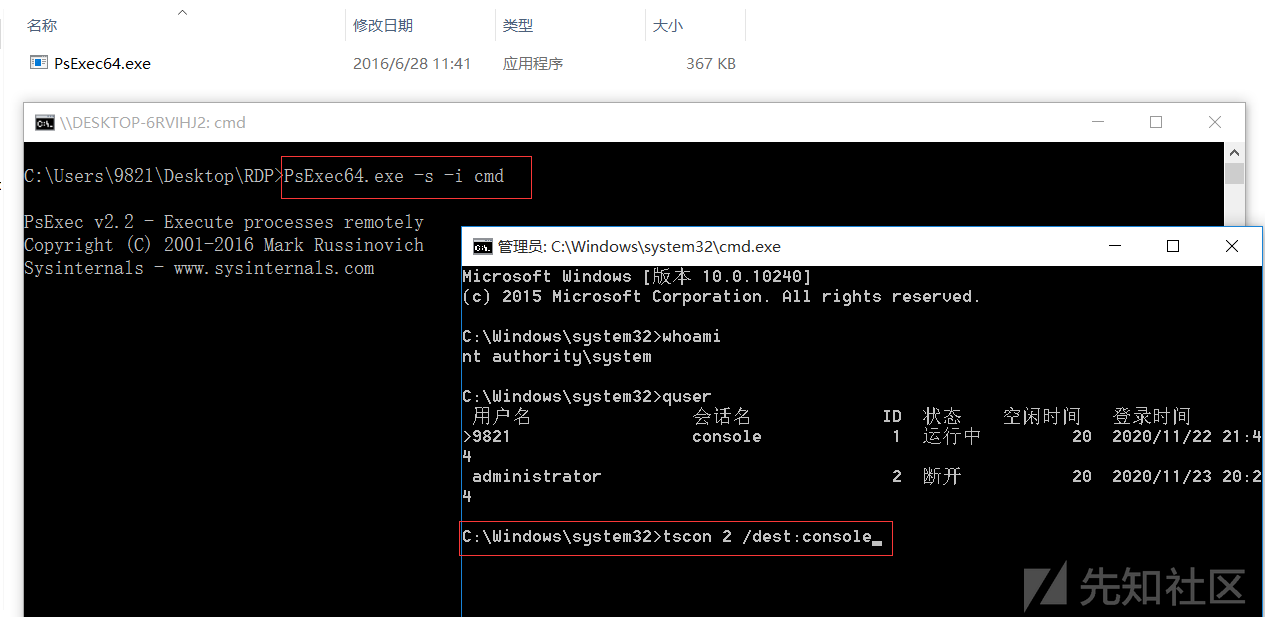 名称 修改日期 类型 大小
PsExec64.exe 2016/6/28 11:41 应用程序 367 KB
\\DESKTOP-6RVIHJ2: cmd
C:\Users\9821\Desktop\RDP>PsExec64.exe -s -i cmd
PsExec v2.2 - Execute processes remotely
Copyright (C) 2001-2016 Mark Russinovich
Sysinternals - www.sysinternals.com
管理员: C:\Windows\system32\cmd.exe
Microsoft Windows [版本 10.0.10240]
(c) 2015 Microsoft Corporation. All rights reserved.
C:\Windows\system32>whoami
nt authority\system
C:\Windows\system32>quser
用户名 会话名 ID 状态 空闲时间 登录时间
>9821 console 1 运行中 20 2020/11/22 21:4
4
administrator 2 断开 20 2020/11/23 20:2
4
C:\Windows\system32>tscon 2 /dest:console
先知社区